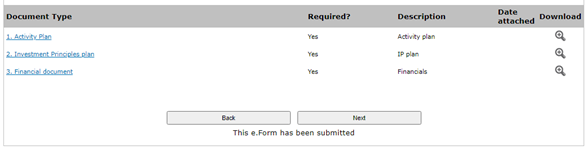 Document Type Required? Description Date attached Download
1. Activity Plan Yes Activity plan
2. Investment Principles plan Yes IP plan
3. Financial document Yes Financials
Back Next
This e.Form has been submitted